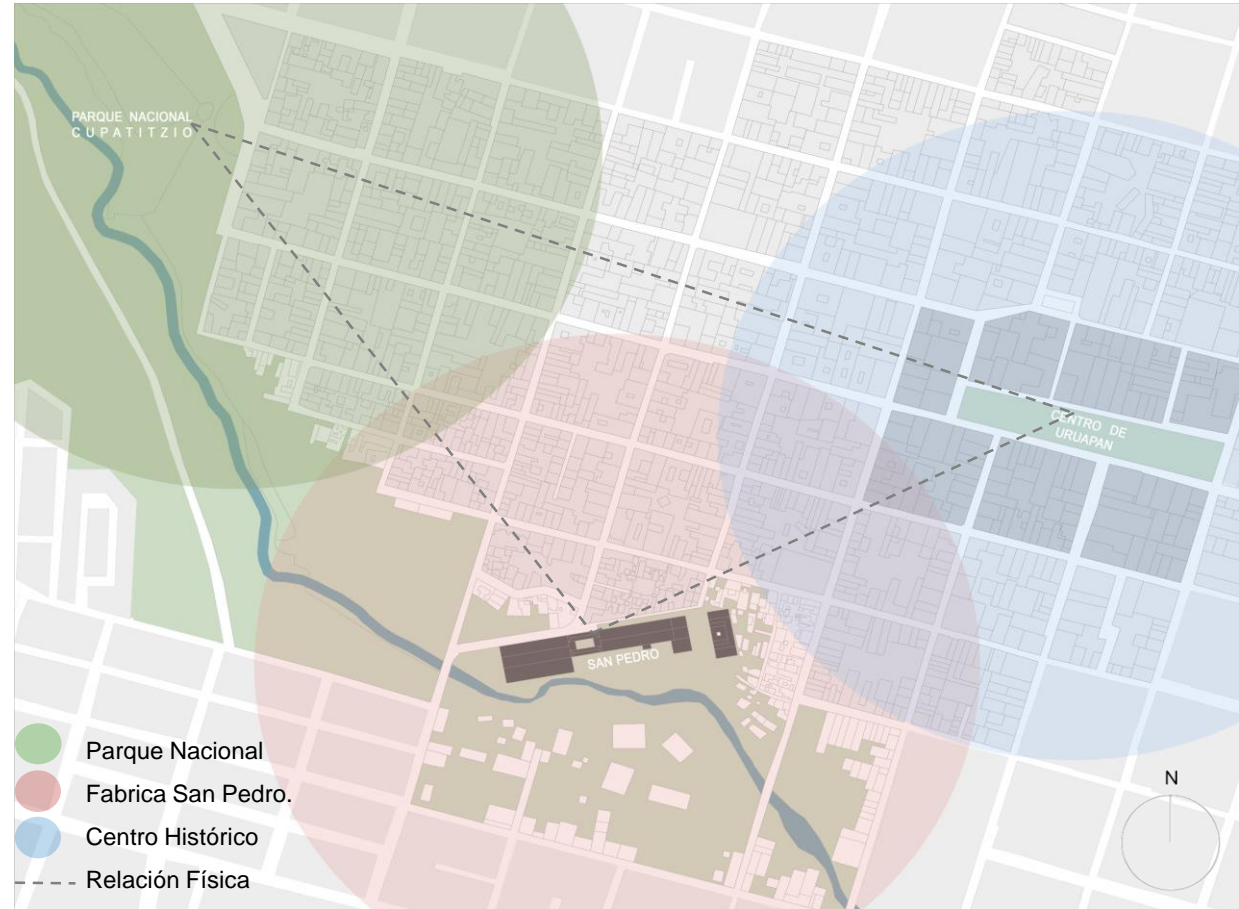 PARQUE NACIONAL
CUPATITZIO
CENTRO DE
URUAPAN
SAN PEDRO
Parque Nacional
Fabrica San Pedro.
Centro Histórico
Relación Física
N